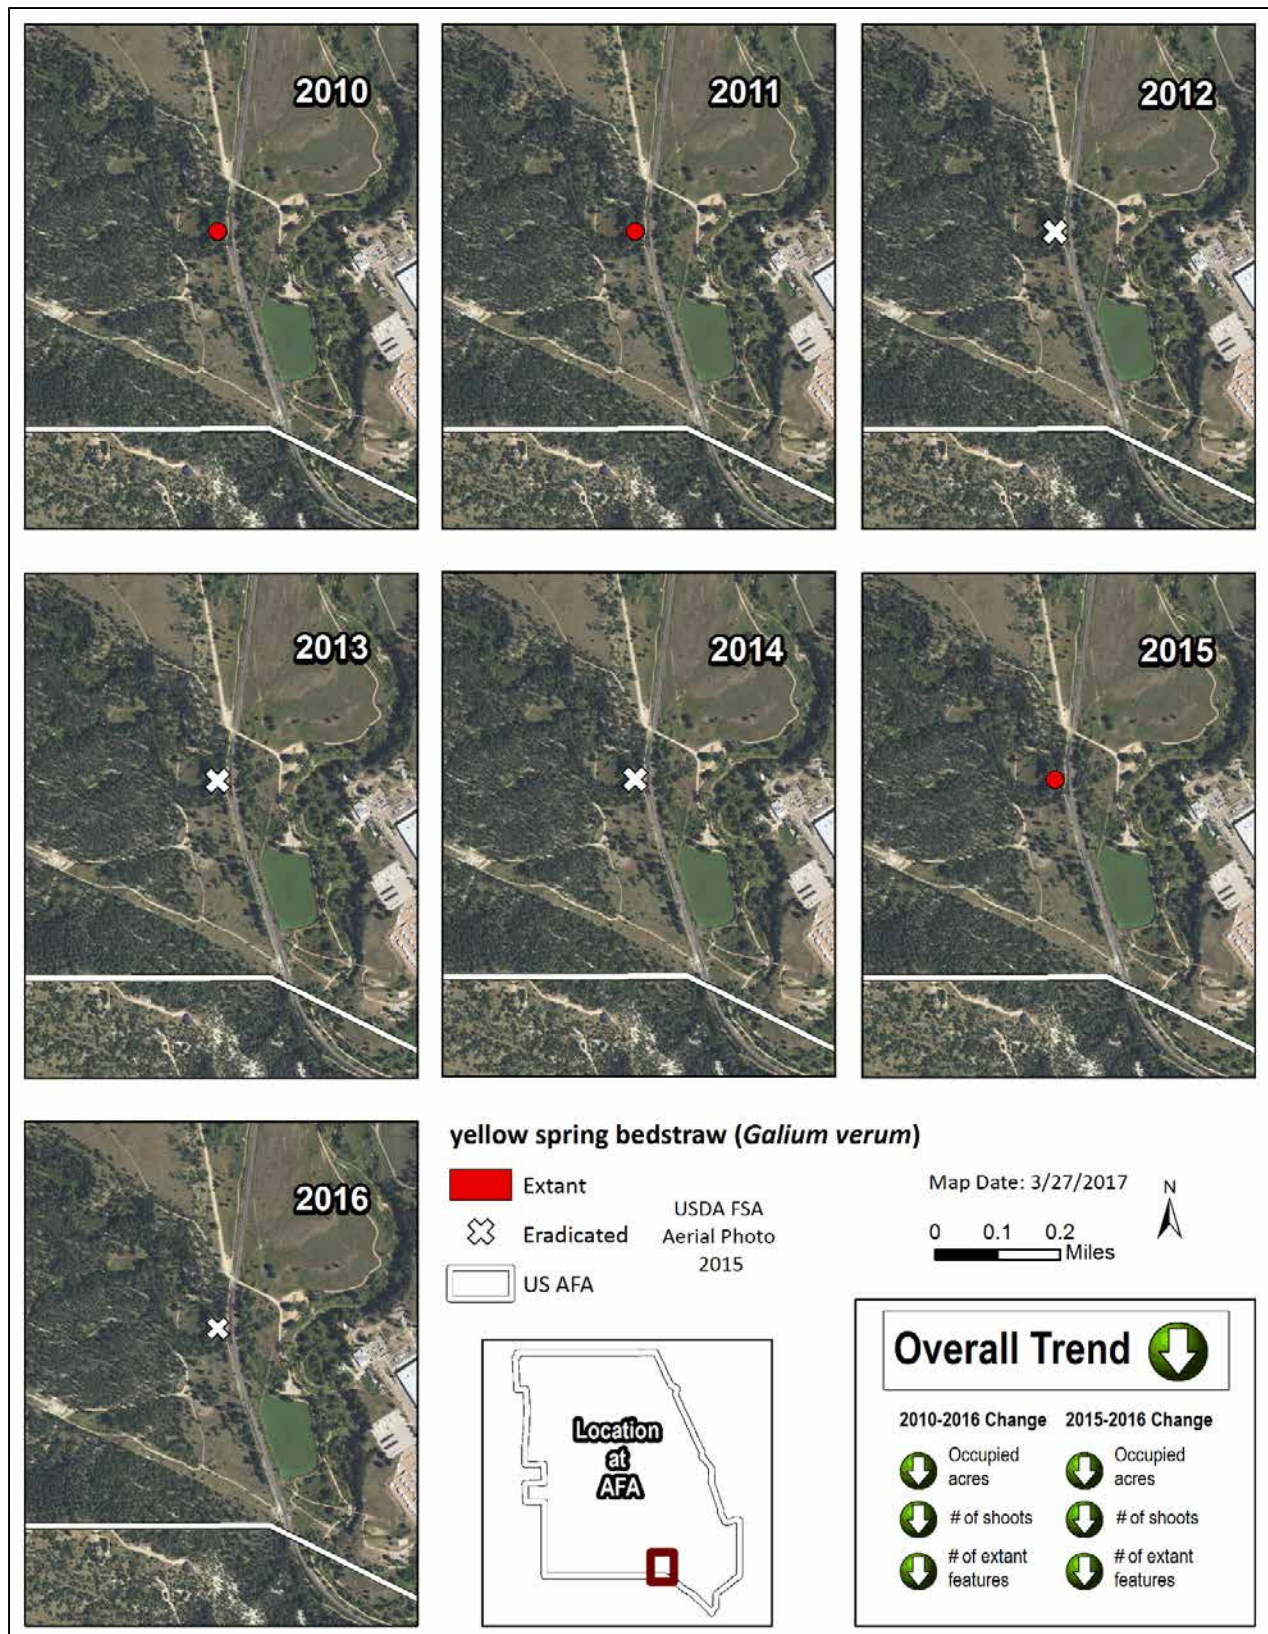 2010
2011
2012
2013
2014
2015
2016
yellow spring bedstraw (Galium verum)
Extant
Eradicated
US AFA
USDA FSA
Aerial Photo
2015
Map Date: 3/27/2017
N
0 0.1 0.2
Miles
Location
at
AFA
Overall Trend
2010-2016 Change
Occupied
acres
# of shoots
# of extant
features
2015-2016 Change
Occupied
acres
# of shoots
# of extant
features